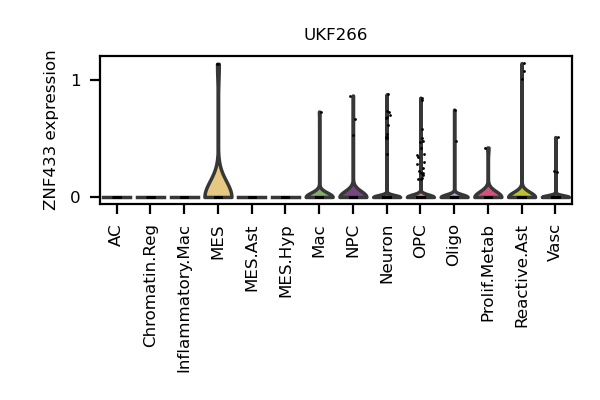 UKF266
ZNF433 expression
1
0
AC
Chromatin.Reg
Inflammatory.Mac
MES
MES.Ast
MES.Hyp
Mac
NPC
Neuron
OPC
Oligo
Prolif.Metab
Reactive.Ast
Vasc